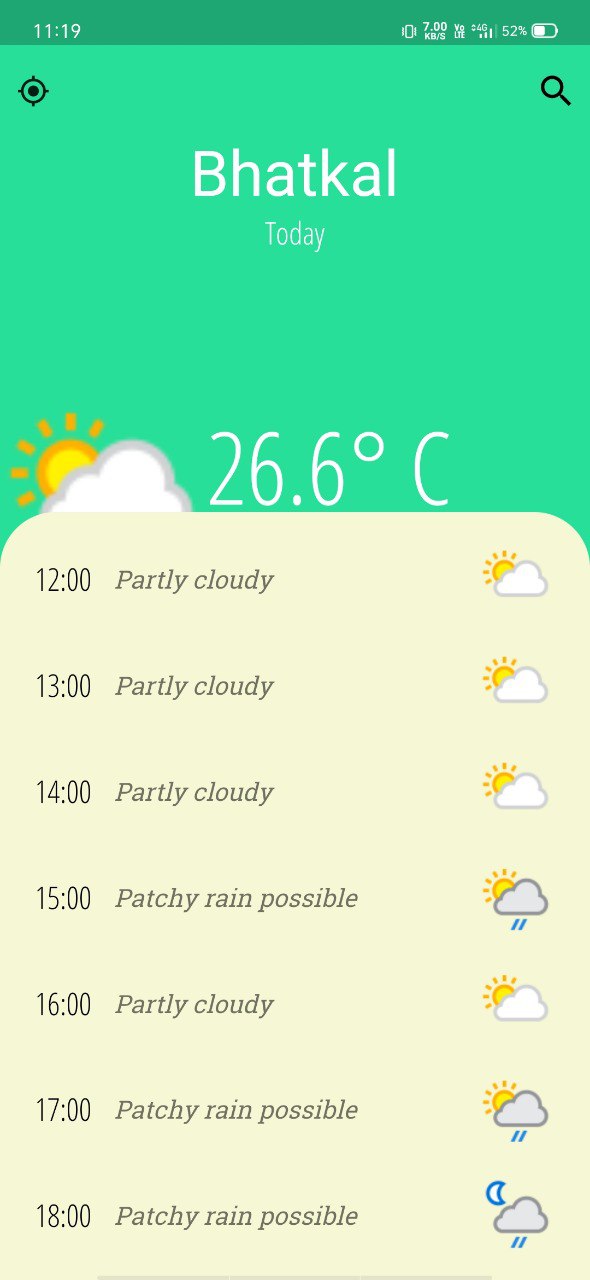 11:19 7.00 KB/S Vo LTE 4G 52%
Bhatkal
Today
26.6° C
12:00 Partly cloudy
13:00 Partly cloudy
14:00 Partly cloudy
15:00 Patchy rain possible
16:00 Partly cloudy
17:00 Patchy rain possible
18:00 Patchy rain possible